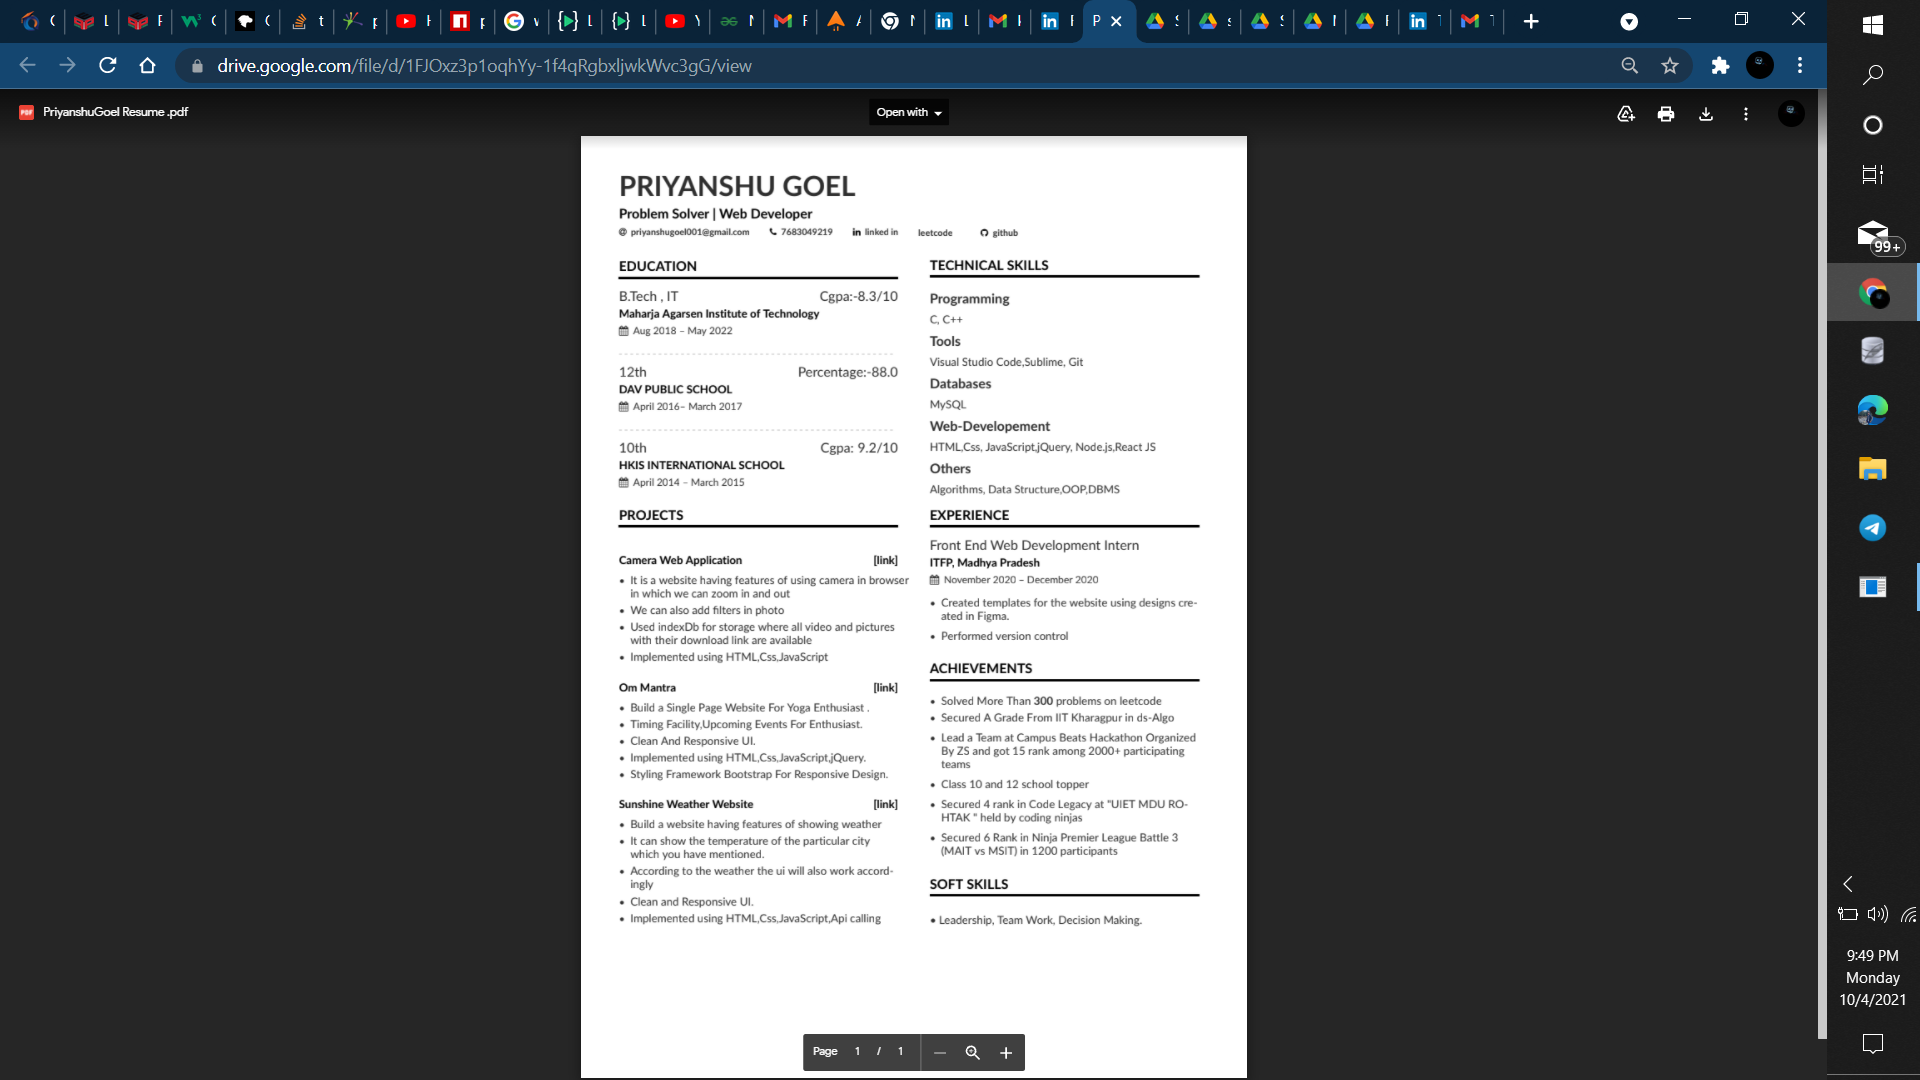 drive.google.com/file/d/1FJOxz3p1oqhYy-1f4qRgbxljwkWvc3gG/view
PriyanshuGoel Resume .pdf
Open with
PRIYANSHU GOEL
Problem Solver | Web Developer
priyanshugoel001@gmail.com 7683049219 linked in leetcode github
EDUCATION
B.Tech , IT Cgpa:-8.3/10
Maharja Agarsen Institute of Technology
Aug 2018 – May 2022
12th Percentage:-88.0
DAV PUBLIC SCHOOL
April 2016– March 2017
10th Cgpa: 9.2/10
HKIS INTERNATIONAL SCHOOL
April 2014 – March 2015
PROJECTS
Camera Web Application [link]
• It is a website having features of using camera in browser
in which we can zoom in and out
• We can also add filters in photo
• Used indexDb for storage where all video and pictures
with their download link are available
• Implemented using HTML,Css,JavaScript
Om Mantra [link]
• Build a Single Page Website For Yoga Enthusiast .
• Timing Facility,Upcoming Events For Enthusiast.
• Clean And Responsive UI.
• Implemented using HTML,Css,JavaScript,jQuery.
• Styling Framework Bootstrap For Responsive Design.
Sunshine Weather Website [link]
• Build a website having features of showing weather
• It can show the temperature of the particular city
which you have mentioned.
• According to the weather the ui will also work accord-
ingly
• Clean and Responsive UI.
• Implemented using HTML,Css,JavaScript,Api calling
TECHNICAL SKILLS
Programming
C, C++
Tools
Visual Studio Code,Sublime, Git
Databases
MySQL
Web-Developement
HTML,Css, JavaScript,jQuery, Node.js,React JS
Others
Algorithms, Data Structure,OOP,DBMS
EXPERIENCE
Front End Web Development Intern
ITFP, Madhya Pradesh
November 2020 – December 2020
• Created templates for the website using designs cre-
ated in Figma.
• Performed version control
ACHIEVEMENTS
• Solved More Than 300 problems on leetcode
• Secured A Grade From IIT Kharagpur in ds-Algo
• Lead a Team at Campus Beats Hackathon Organized
By ZS and got 15 rank among 2000+ participating
teams
• Class 10 and 12 school topper
• Secured 4 rank in Code Legacy at "UIET MDU RO-
HTAK " held by coding ninjas
• Secured 6 Rank in Ninja Premier League Battle 3
(MAIT vs MSIT) in 1200 participants
SOFT SKILLS
• Leadership, Team Work, Decision Making.
Page 1 / 1
99+
9:49 PM
Monday
10/4/2021